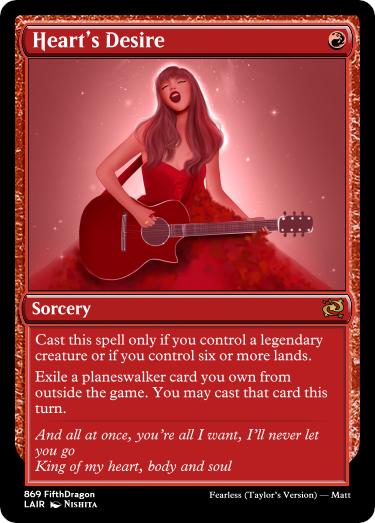 Heart's Desire
Sorcery
Cast this spell only if you control a legendary
creature or if you control six or more lands.
Exile a planeswalker card you own from
outside the game. You may cast that card this
turn.
And all at once, you're all I want, I'll never let
you go
King of my heart, body and soul
869 FifthDragon
LAIR Nishita
Fearless (Taylor's Version) — Matt